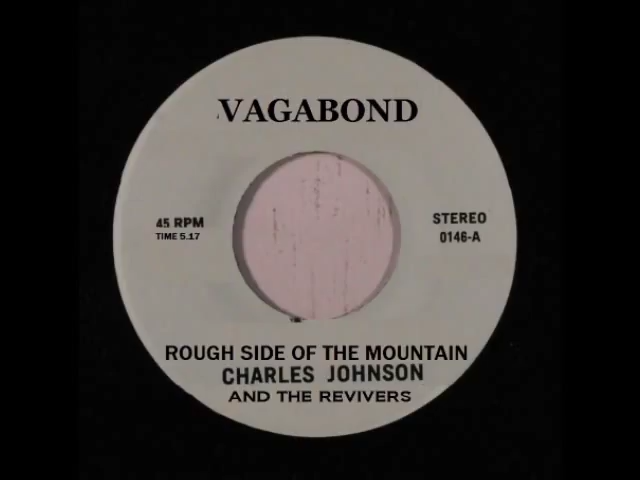 VAGABOND
45 RPM
TIME 5.17
STEREO
0146-A
ROUGH SIDE OF THE MOUNTAIN
CHARLES JOHNSON
AND THE REVIVERS